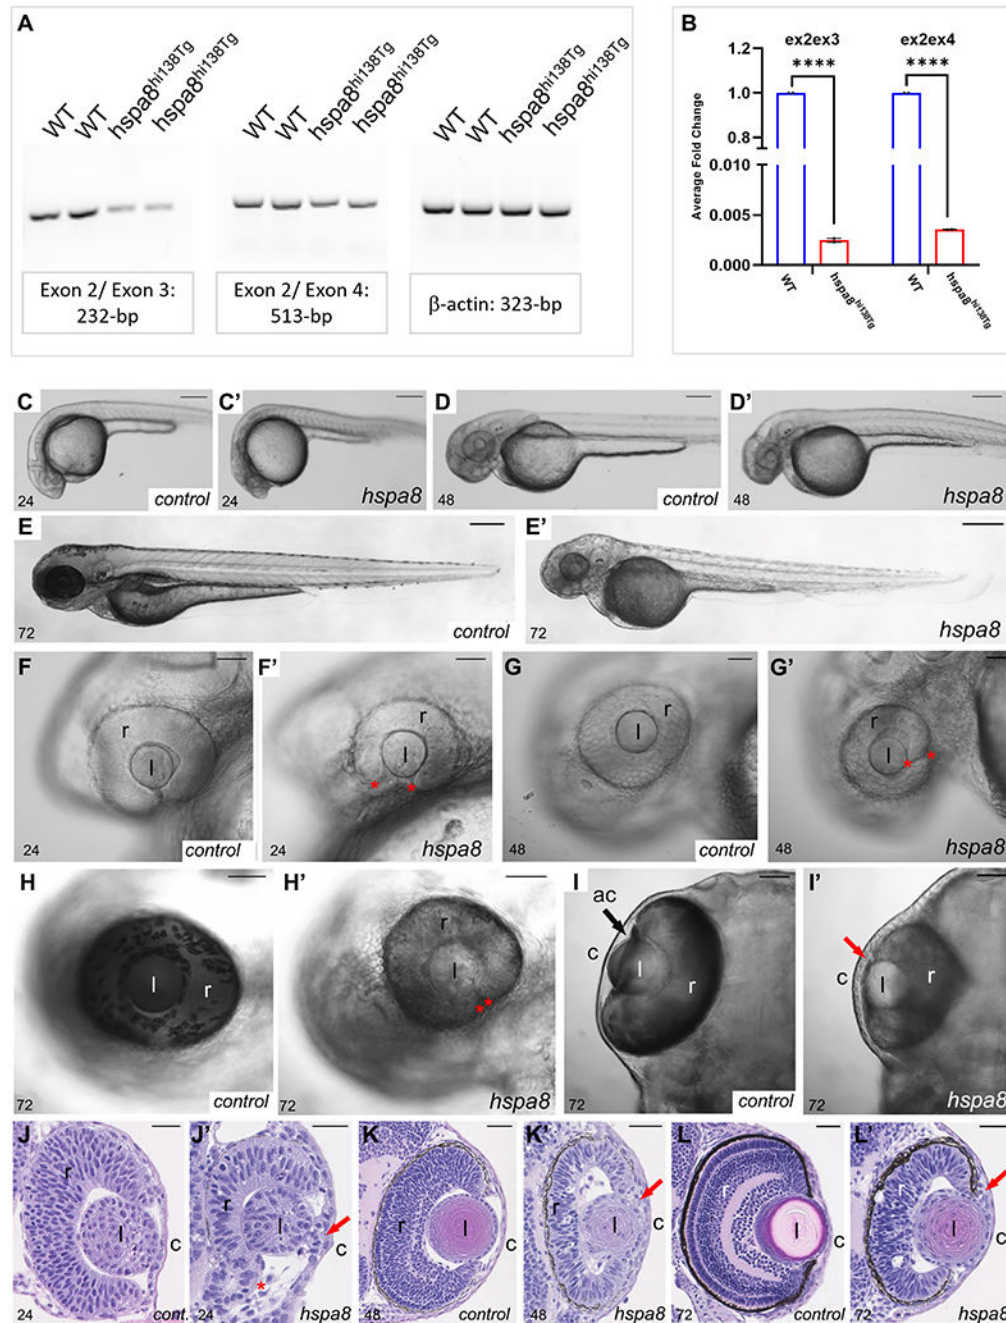 A
WT WT hspa8hi138Tg hspa8hi138Tg
WT WT hspa8hi138Tg hspa8hi138Tg
WT WT hspa8hi138Tg hspa8hi138Tg
Exon 2/ Exon 3:
232-bp
Exon 2/ Exon 4:
513-bp
β-actin: 323-bp
B
ex2ex3 ex2ex4
**** ****
Average Fold Change
1.2
1.0
0.8
0.010
0.005
0.000
WT hspa8hi138Tg WT hspa8hi138Tg
C 24 control
C' 24 hspa8
D 48 control
D' 48 hspa8
E 72 control
E' 72 hspa8
F r l 24 control
F' r l * * 24 hspa8
G r l 48 control
G' r l * * 48 hspa8
H l r 72 control
H' r l ** 72 hspa8
I ac c l r 72 control
I' c l r 72 hspa8
J r l c 24 cont.
J' r l c * 24 hspa8
K r l c 48 control
K' r l c 48 hspa8
L r l c 72 control
L' r l c 72 hspa8